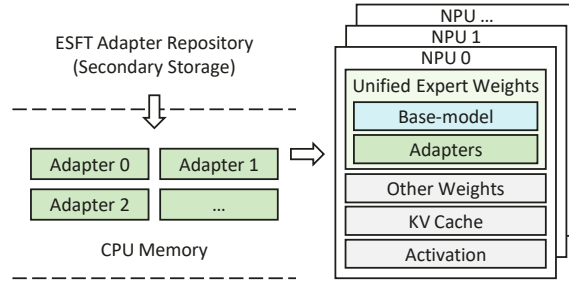 ESFT Adapter Repository
(Secondary Storage)
Adapter 0
Adapter 1
Adapter 2
...
CPU Memory
NPU ...
NPU 1
NPU 0
Unified Expert Weights
Base-model
Adapters
Other Weights
KV Cache
Activation